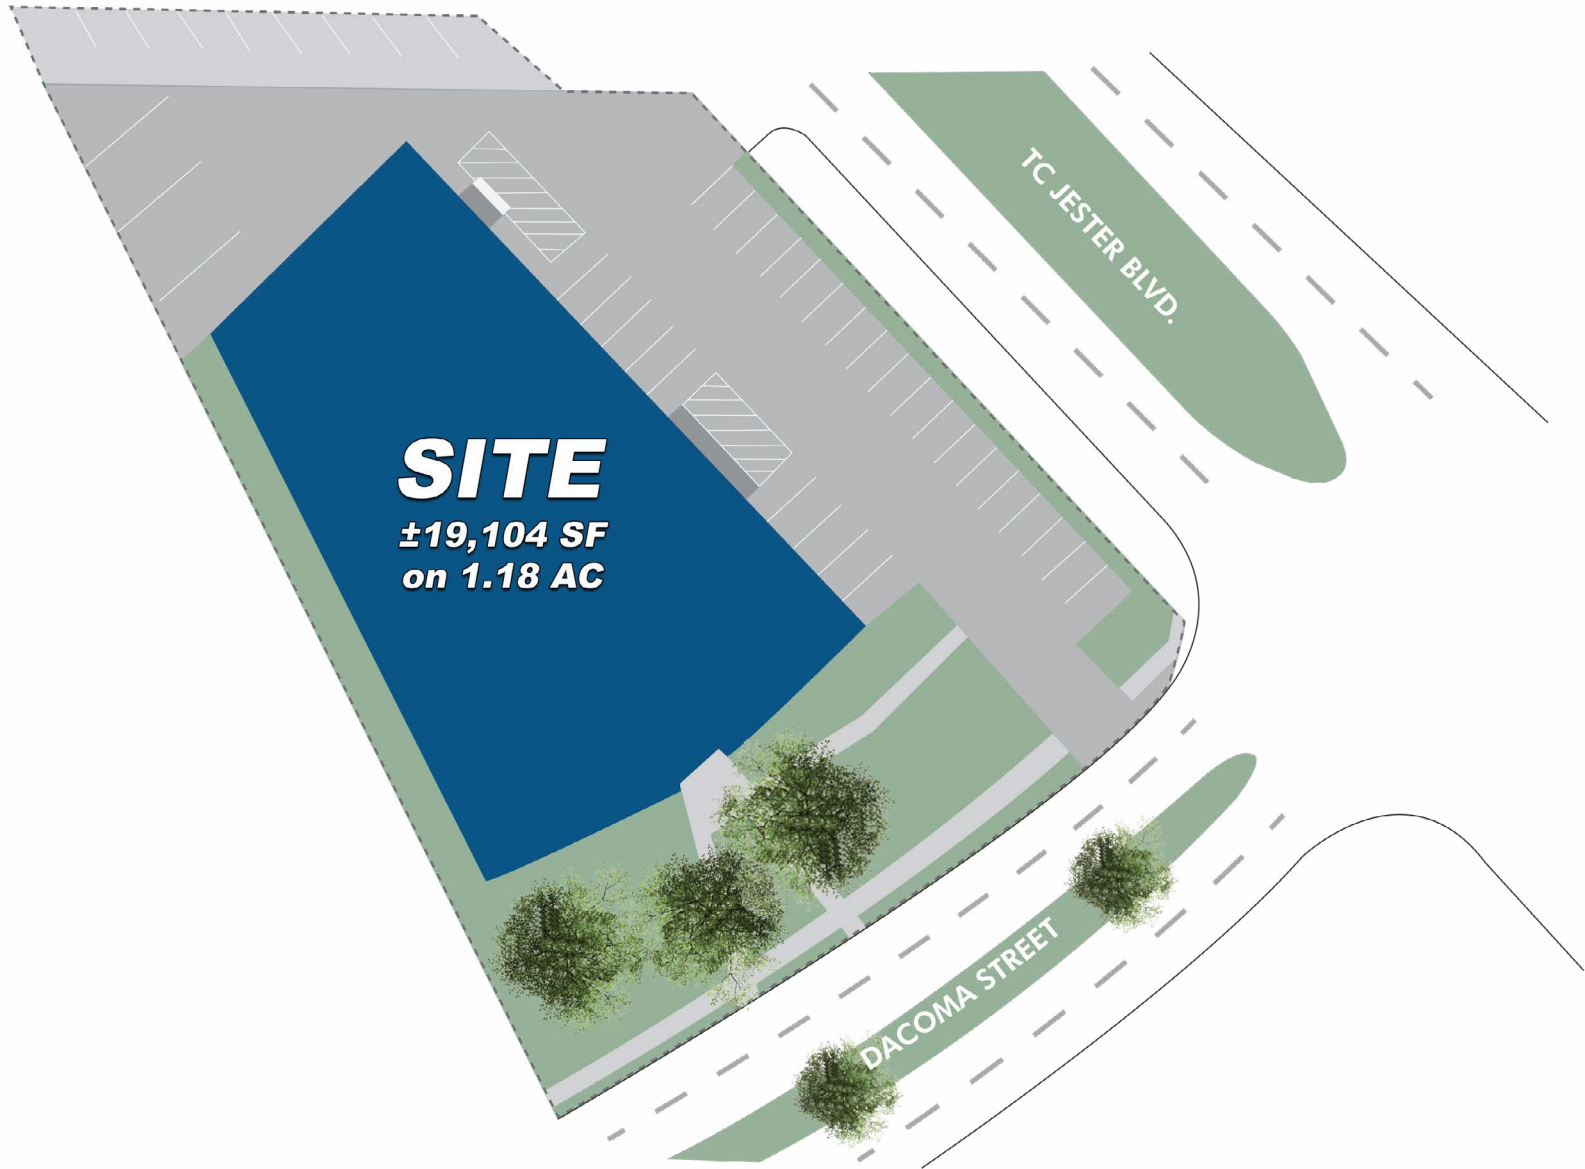 TC JESTER BLVD.
SITE
±19,104 SF
on 1.18 AC
DACOMA STREET